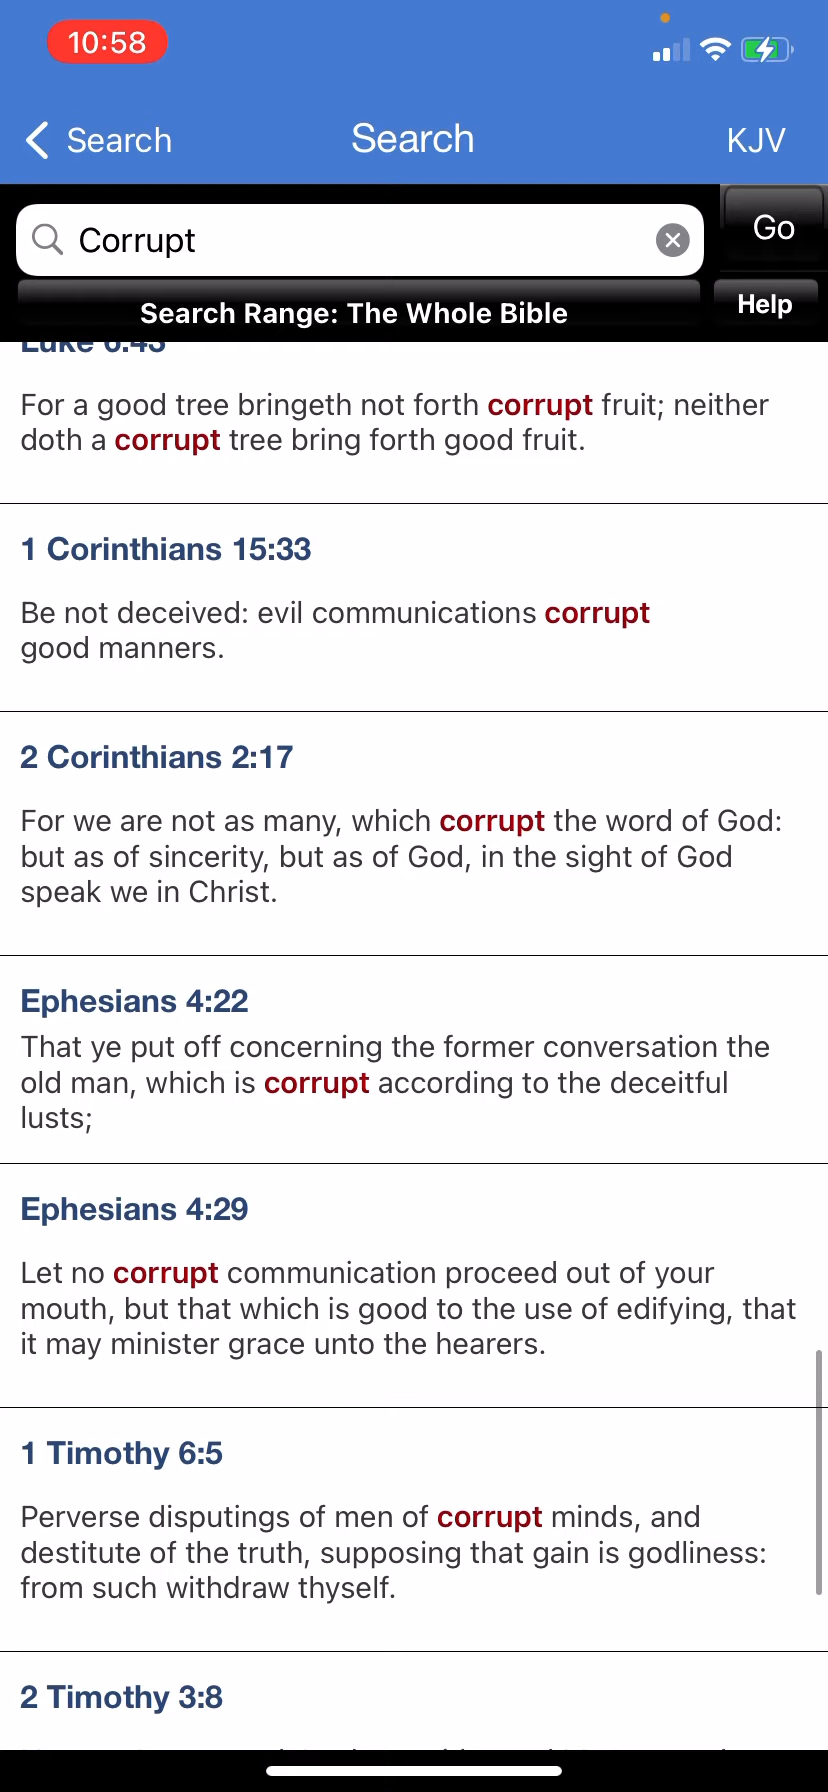 10:58
Search
Search
KJV
Corrupt
Go
Search Range: The Whole Bible
Help
Luke 6:43
For a good tree bringeth not forth corrupt fruit; neither
doth a corrupt tree bring forth good fruit.
1 Corinthians 15:33
Be not deceived: evil communications corrupt
good manners.
2 Corinthians 2:17
For we are not as many, which corrupt the word of God:
but as of sincerity, but as of God, in the sight of God
speak we in Christ.
Ephesians 4:22
That ye put off concerning the former conversation the
old man, which is corrupt according to the deceitful
lusts;
Ephesians 4:29
Let no corrupt communication proceed out of your
mouth, but that which is good to the use of edifying, that
it may minister grace unto the hearers.
1 Timothy 6:5
Perverse disputings of men of corrupt minds, and
destitute of the truth, supposing that gain is godliness:
from such withdraw thyself.
2 Timothy 3:8